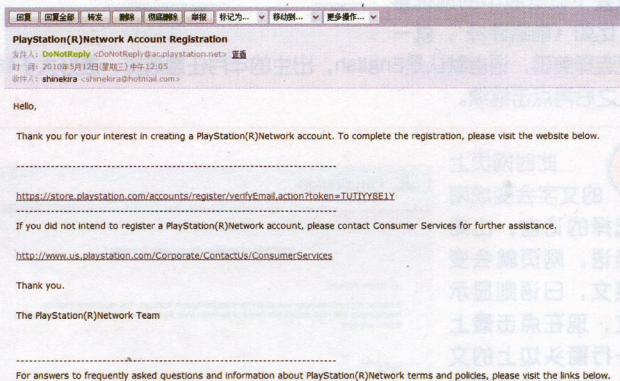 回复 回复全部 转发 删除 彻底删除 举报 标记为... 移动到... 更多操作...
PlayStation(R)Network Account Registration
发件人: DoNotReply <DoNotReply@ac.playstation.net> 查看
时 间: 2010年5月12日(星期三) 中午12:05
收件人: shinekira <shinekira@hotmail.com>
Hello,
Thank you for your interest in creating a PlayStation(R)Network account. To complete the registration, please visit the website below.
https://store.playstation.com/accounts/register/verifyEmail.action?token=TUTIYY8E1Y
If you did not intend to register a PlayStation(R)Network account, please contact Consumer Services for further assistance.
http://www.us.playstation.com/Corporate/ContactUs/ConsumerServices
Thank you.
The PlayStation(R)Network Team
For answers to frequently asked questions and information about PlayStation(R)Network terms and policies, please visit the links below.